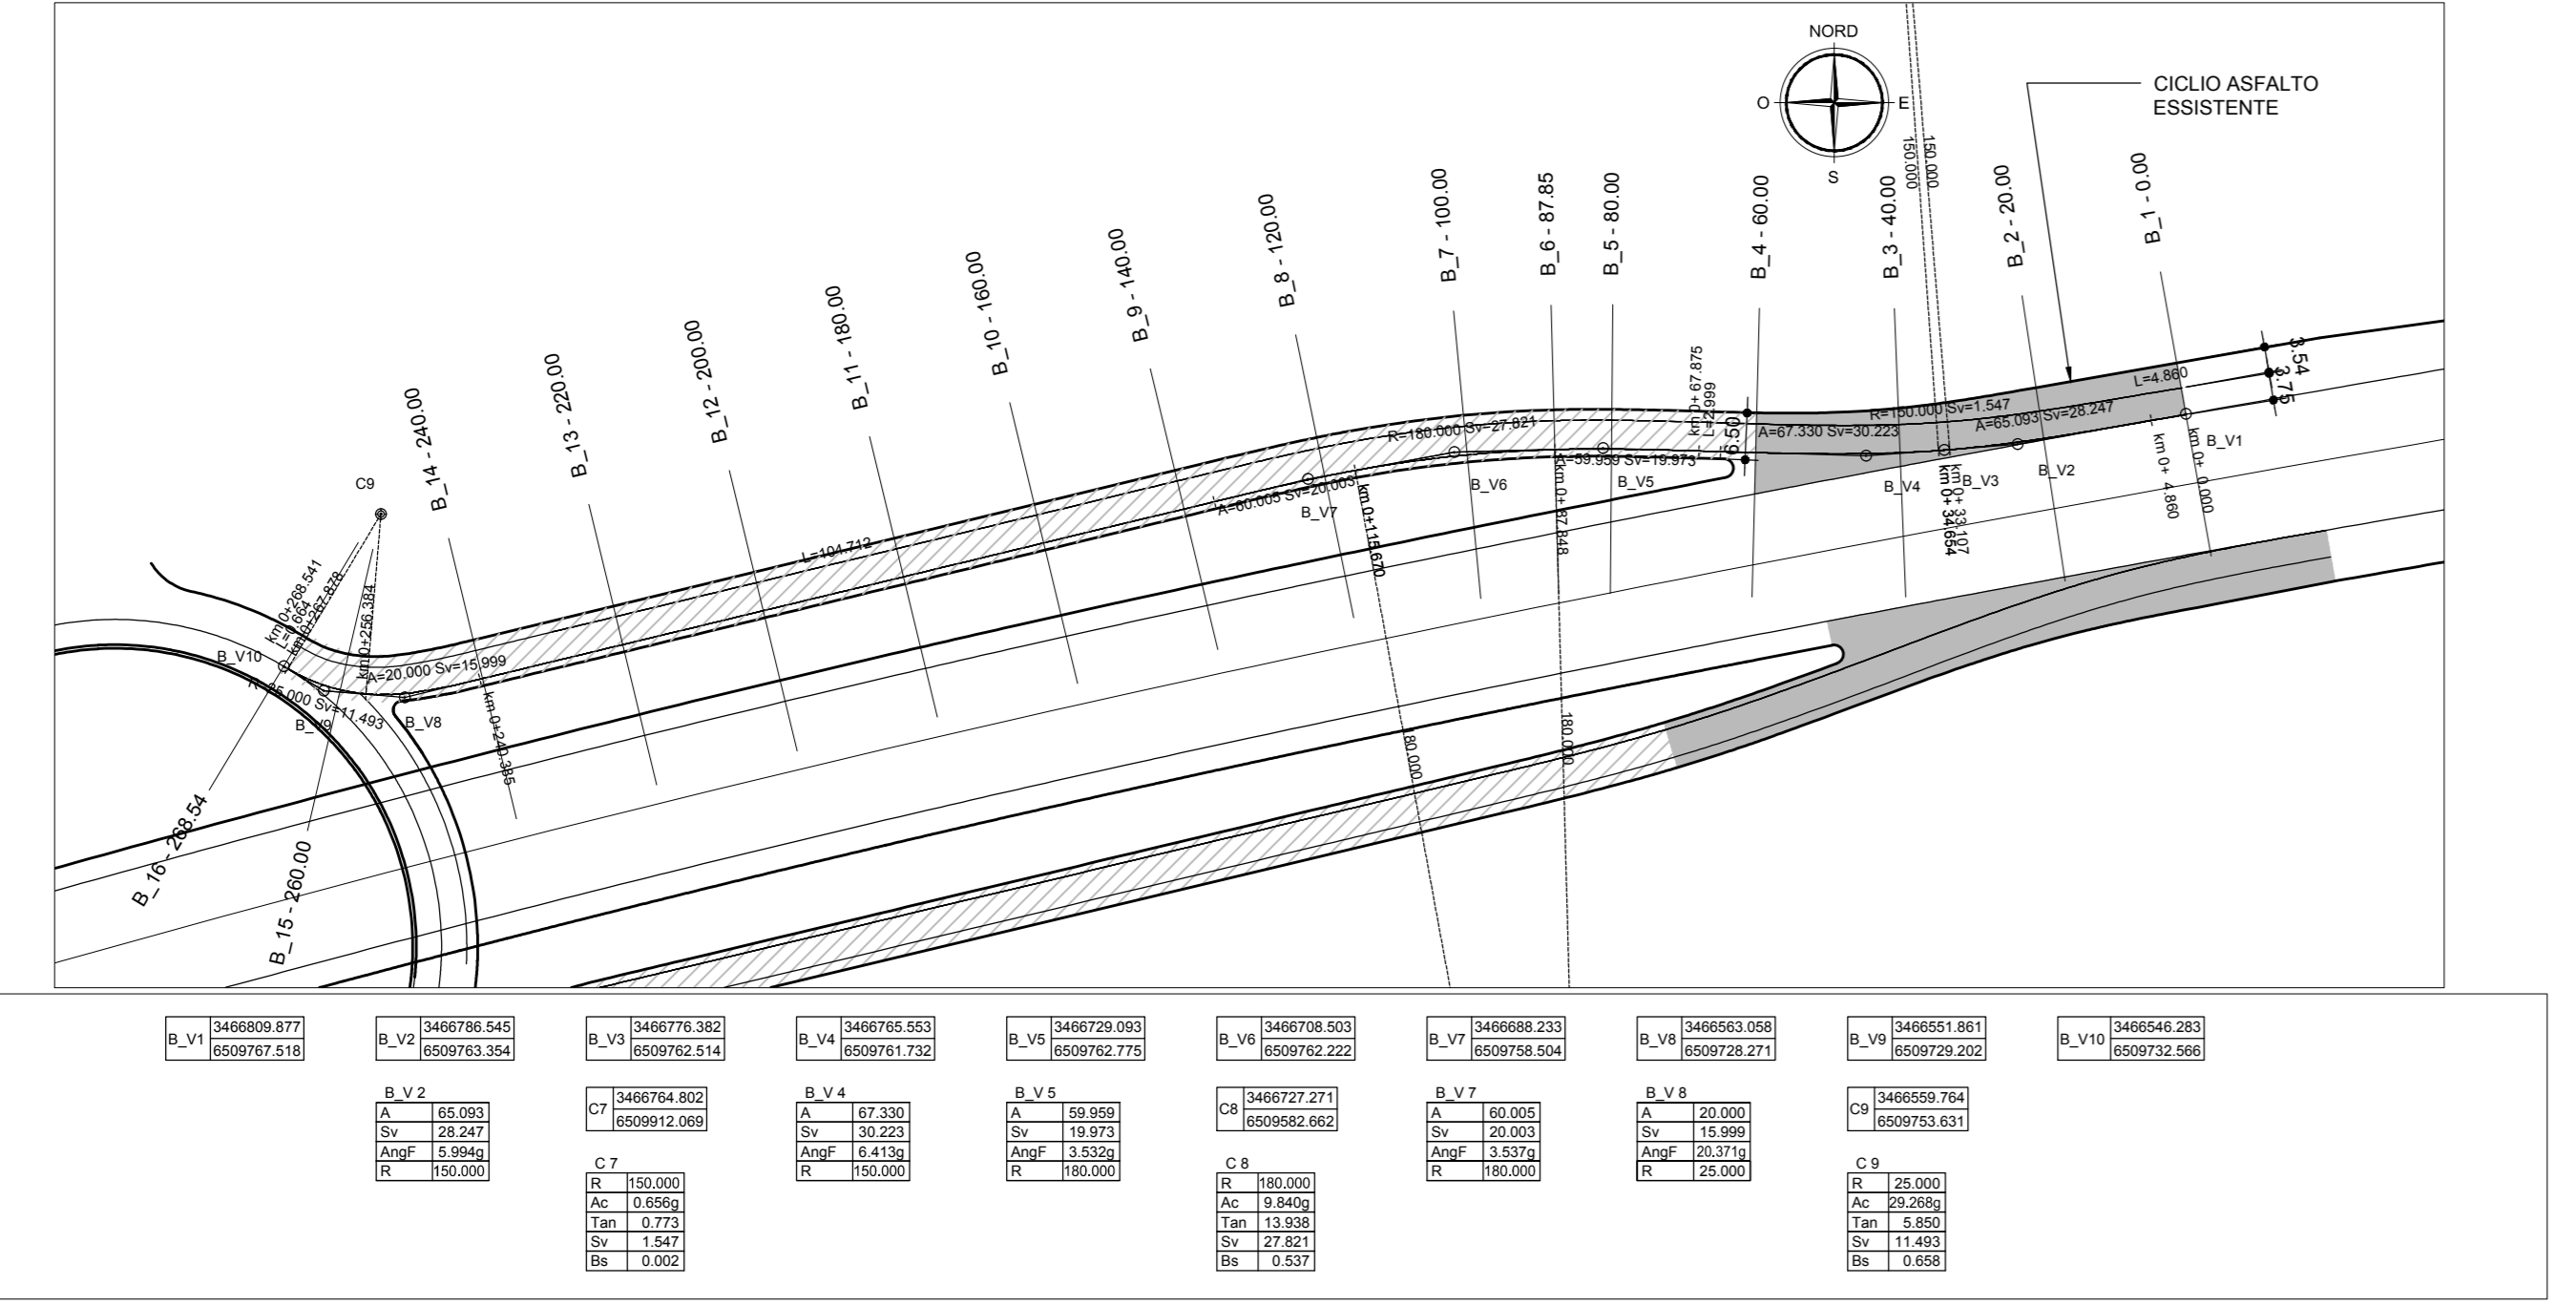 NORD
O
E
S
CICLIO ASFALTO
ESSISTENTE
150.000
150.000
B_1 - 0.00
B_2 - 20.00
B_3 - 40.00
B_4 - 60.00
B_5 - 80.00
B_6 - 87.85
B_7 - 100.00
B_8 - 120.00
B_9 - 140.00
B_10 - 160.00
B_11 - 180.00
B_12 - 200.00
B_13 - 220.00
B_14 - 240.00
B_15 - 260.00
B_16 - 268.54
3.54
3.75
L=4.860
R=150.000 Sv=1.547
A=65.093 Sv=28.247
A=67.330 Sv=30.223
km 0+ 67.875
L=2.999
6.50
R=180.000 Sv=27.821
A=59.959 Sv=19.973
A=60.005 Sv=20.003
L=104.712
B_V1
B_V2
B_V3
B_V4
B_V5
B_V6
B_V7
km 0+ 0.000
km 0+ 4.860
km 0+ 33.107
km 0+ 34.654
km 0+ 87.848
km 0+115.670
180.000
180.000
C9
km 0+268.541
L=0.664
km 0+267.878
km 0+256.384
A=20.000 Sv=15.999
R=25.000 Sv=11.493
km 0+240.385
B_V10
B_V9
B_V8
B_V1 3466809.877
6509767.518
B_V2 3466786.545
6509763.354
B_V3 3466776.382
6509762.514
B_V4 3466765.553
6509761.732
B_V5 3466729.093
6509762.775
B_V6 3466708.503
6509762.222
B_V7 3466688.233
6509758.504
B_V8 3466563.058
6509728.271
B_V9 3466551.861
6509729.202
B_V10 3466546.283
6509732.566
B_V 2
A 65.093
Sv 28.247
AngF 5.994g
R 150.000
C7 3466764.802
6509912.069
C 7
R 150.000
Ac 0.656g
Tan 0.773
Sv 1.547
Bs 0.002
B_V 4
A 67.330
Sv 30.223
AngF 6.413g
R 150.000
B_V 5
A 59.959
Sv 19.973
AngF 3.532g
R 180.000
C8 3466727.271
6509582.662
C 8
R 180.000
Ac 9.840g
Tan 13.938
Sv 27.821
Bs 0.537
B_V 7
A 60.005
Sv 20.003
AngF 3.537g
R 180.000
B_V 8
A 20.000
Sv 15.999
AngF 20.371g
R 25.000
C9 3466559.764
6509753.631
C 9
R 25.000
Ac 29.268g
Tan 5.850
Sv 11.493
Bs 0.658